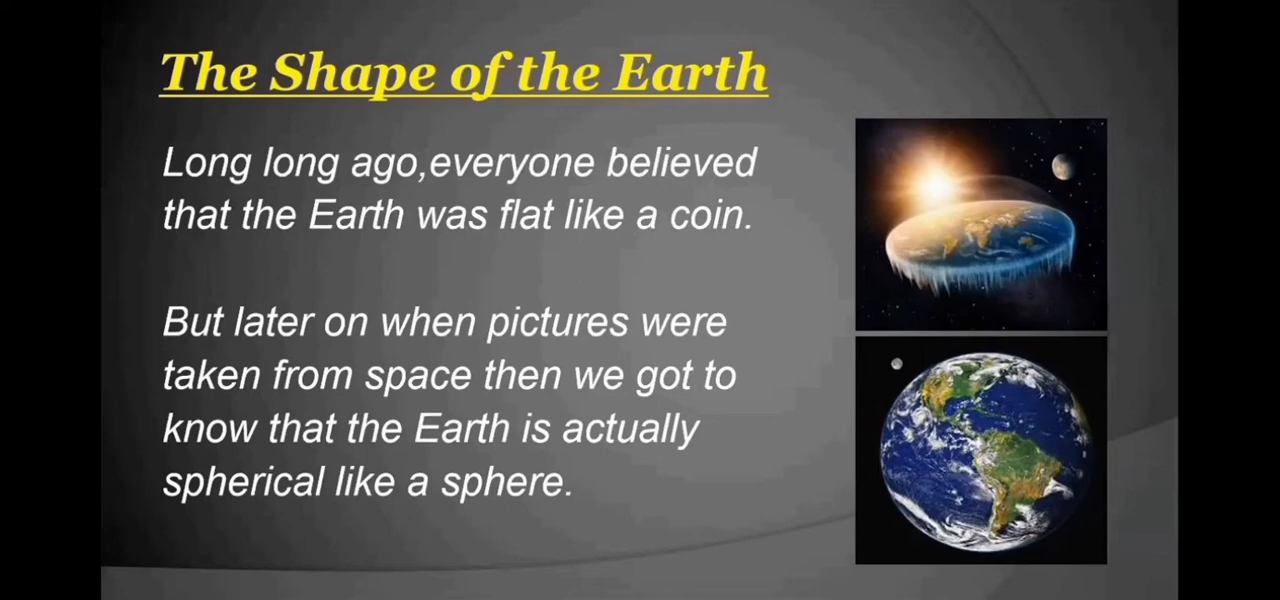 The Shape of the Earth
Long long ago,everyone believed
that the Earth was flat like a coin.
But later on when pictures were
taken from space then we got to
know that the Earth is actually
spherical like a sphere.